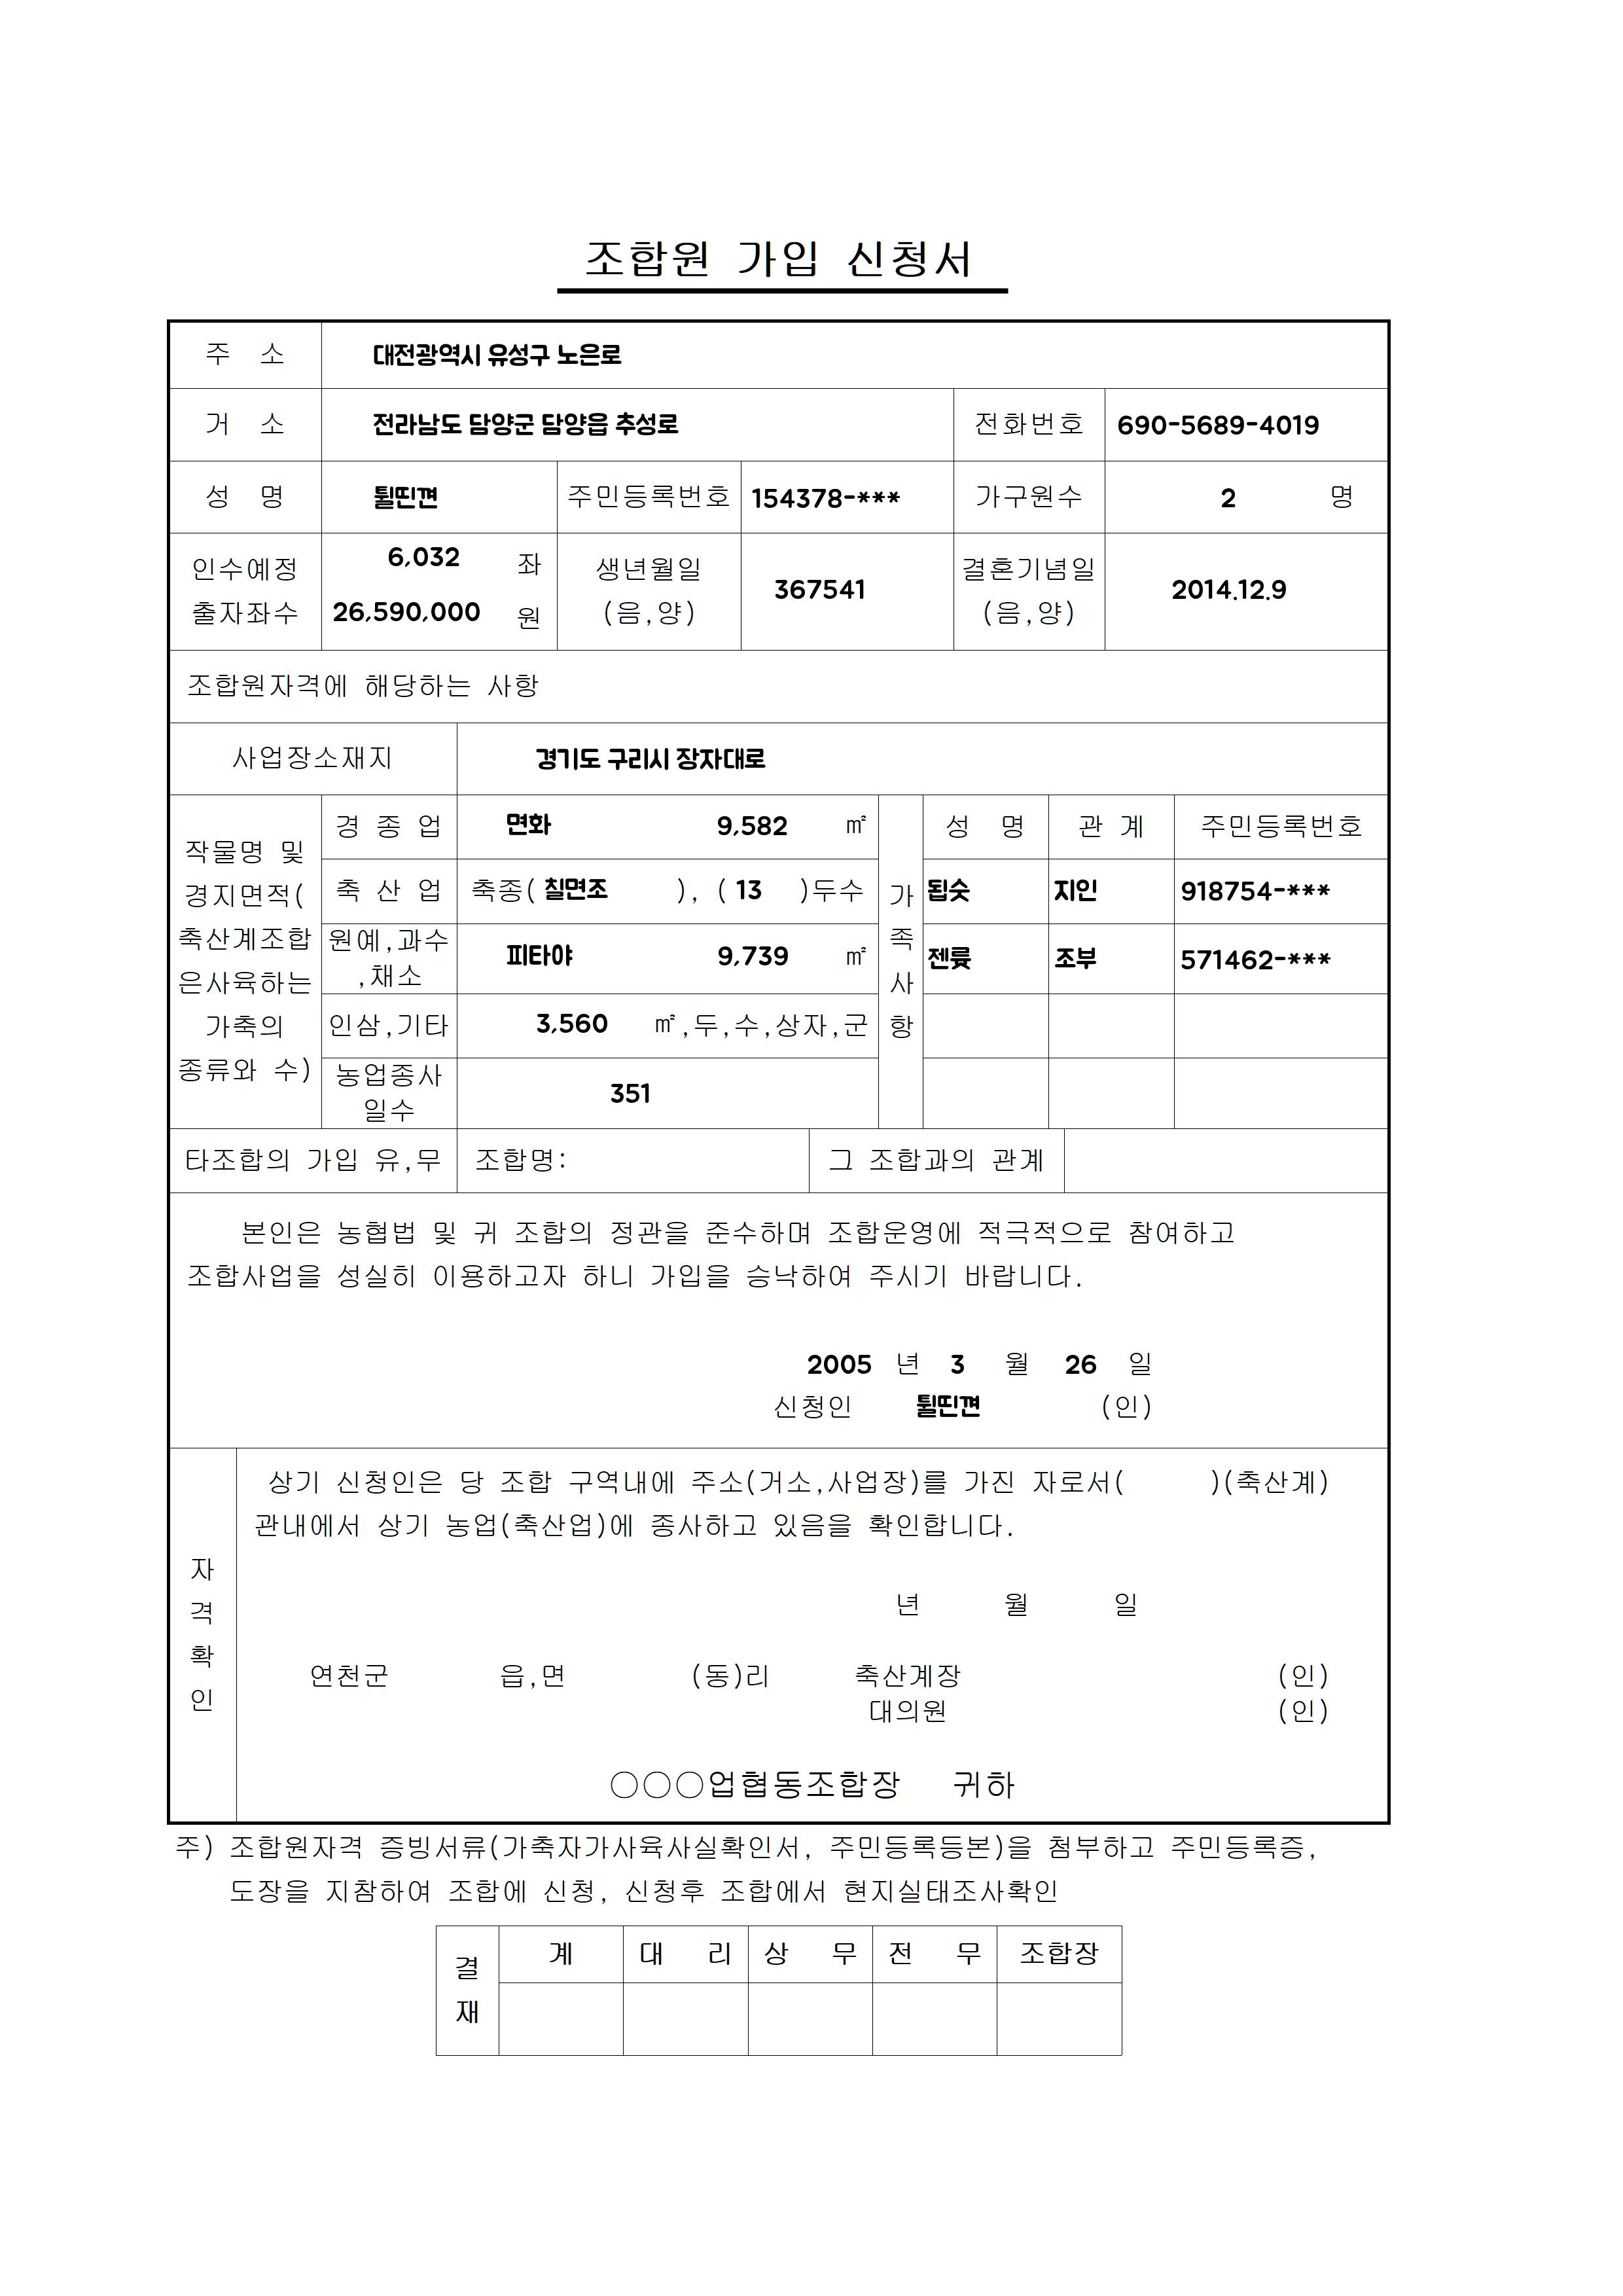 조합원 가입 신청서
주 소 대전광역시 유성구 노은로
거 소 전라남도 담양군 담양읍 추성로 전화번호 690-5689-4019
성 명 튈띤꼔 주민등록번호 154378-*** 가구원수 2 명
인수예정 출자좌수 6,032 좌 26,590,000 원 생년월일 (음,양) 367541 결혼기념일 (음,양) 2014.12.9
조합원자격에 해당하는 사항
사업장소재지 경기도 구리시 장자대로
작물명 및 경지면적(축산계조합은사육하는 가축의 종류와 수)
경 종 업 면화 9,582 ㎡
축 산 업 축종( 칠면조 ), ( 13 )두수
원예,과수,채소 피타야 9,739 ㎡
인삼,기타 3,560 ㎡,두,수,상자,군
농업종사일수 351
가족사항
성 명 관 계 주민등록번호
됩숫 지인 918754-***
젠륯 조부 571462-***
타조합의 가입 유,무 조합명: 그 조합과의 관계
본인은 농협법 및 귀 조합의 정관을 준수하며 조합운영에 적극적으로 참여하고
조합사업을 성실히 이용하고자 하니 가입을 승낙하여 주시기 바랍니다.
2005 년 3 월 26 일
신청인 튈띤꼔 (인)
자격확인
상기 신청인은 당 조합 구역내에 주소(거소,사업장)를 가진 자로서( )(축산계)
관내에서 상기 농업(축산업)에 종사하고 있음을 확인합니다.
년 월 일
연천군 읍,면 (동)리 축산계장 (인)
대의원 (인)
○○○업협동조합장 귀하
주) 조합원자격 증빙서류(가축자가사육사실확인서, 주민등록등본)을 첨부하고 주민등록증,
도장을 지참하여 조합에 신청, 신청후 조합에서 현지실태조사확인
결재 계 대 리 상 무 전 무 조합장